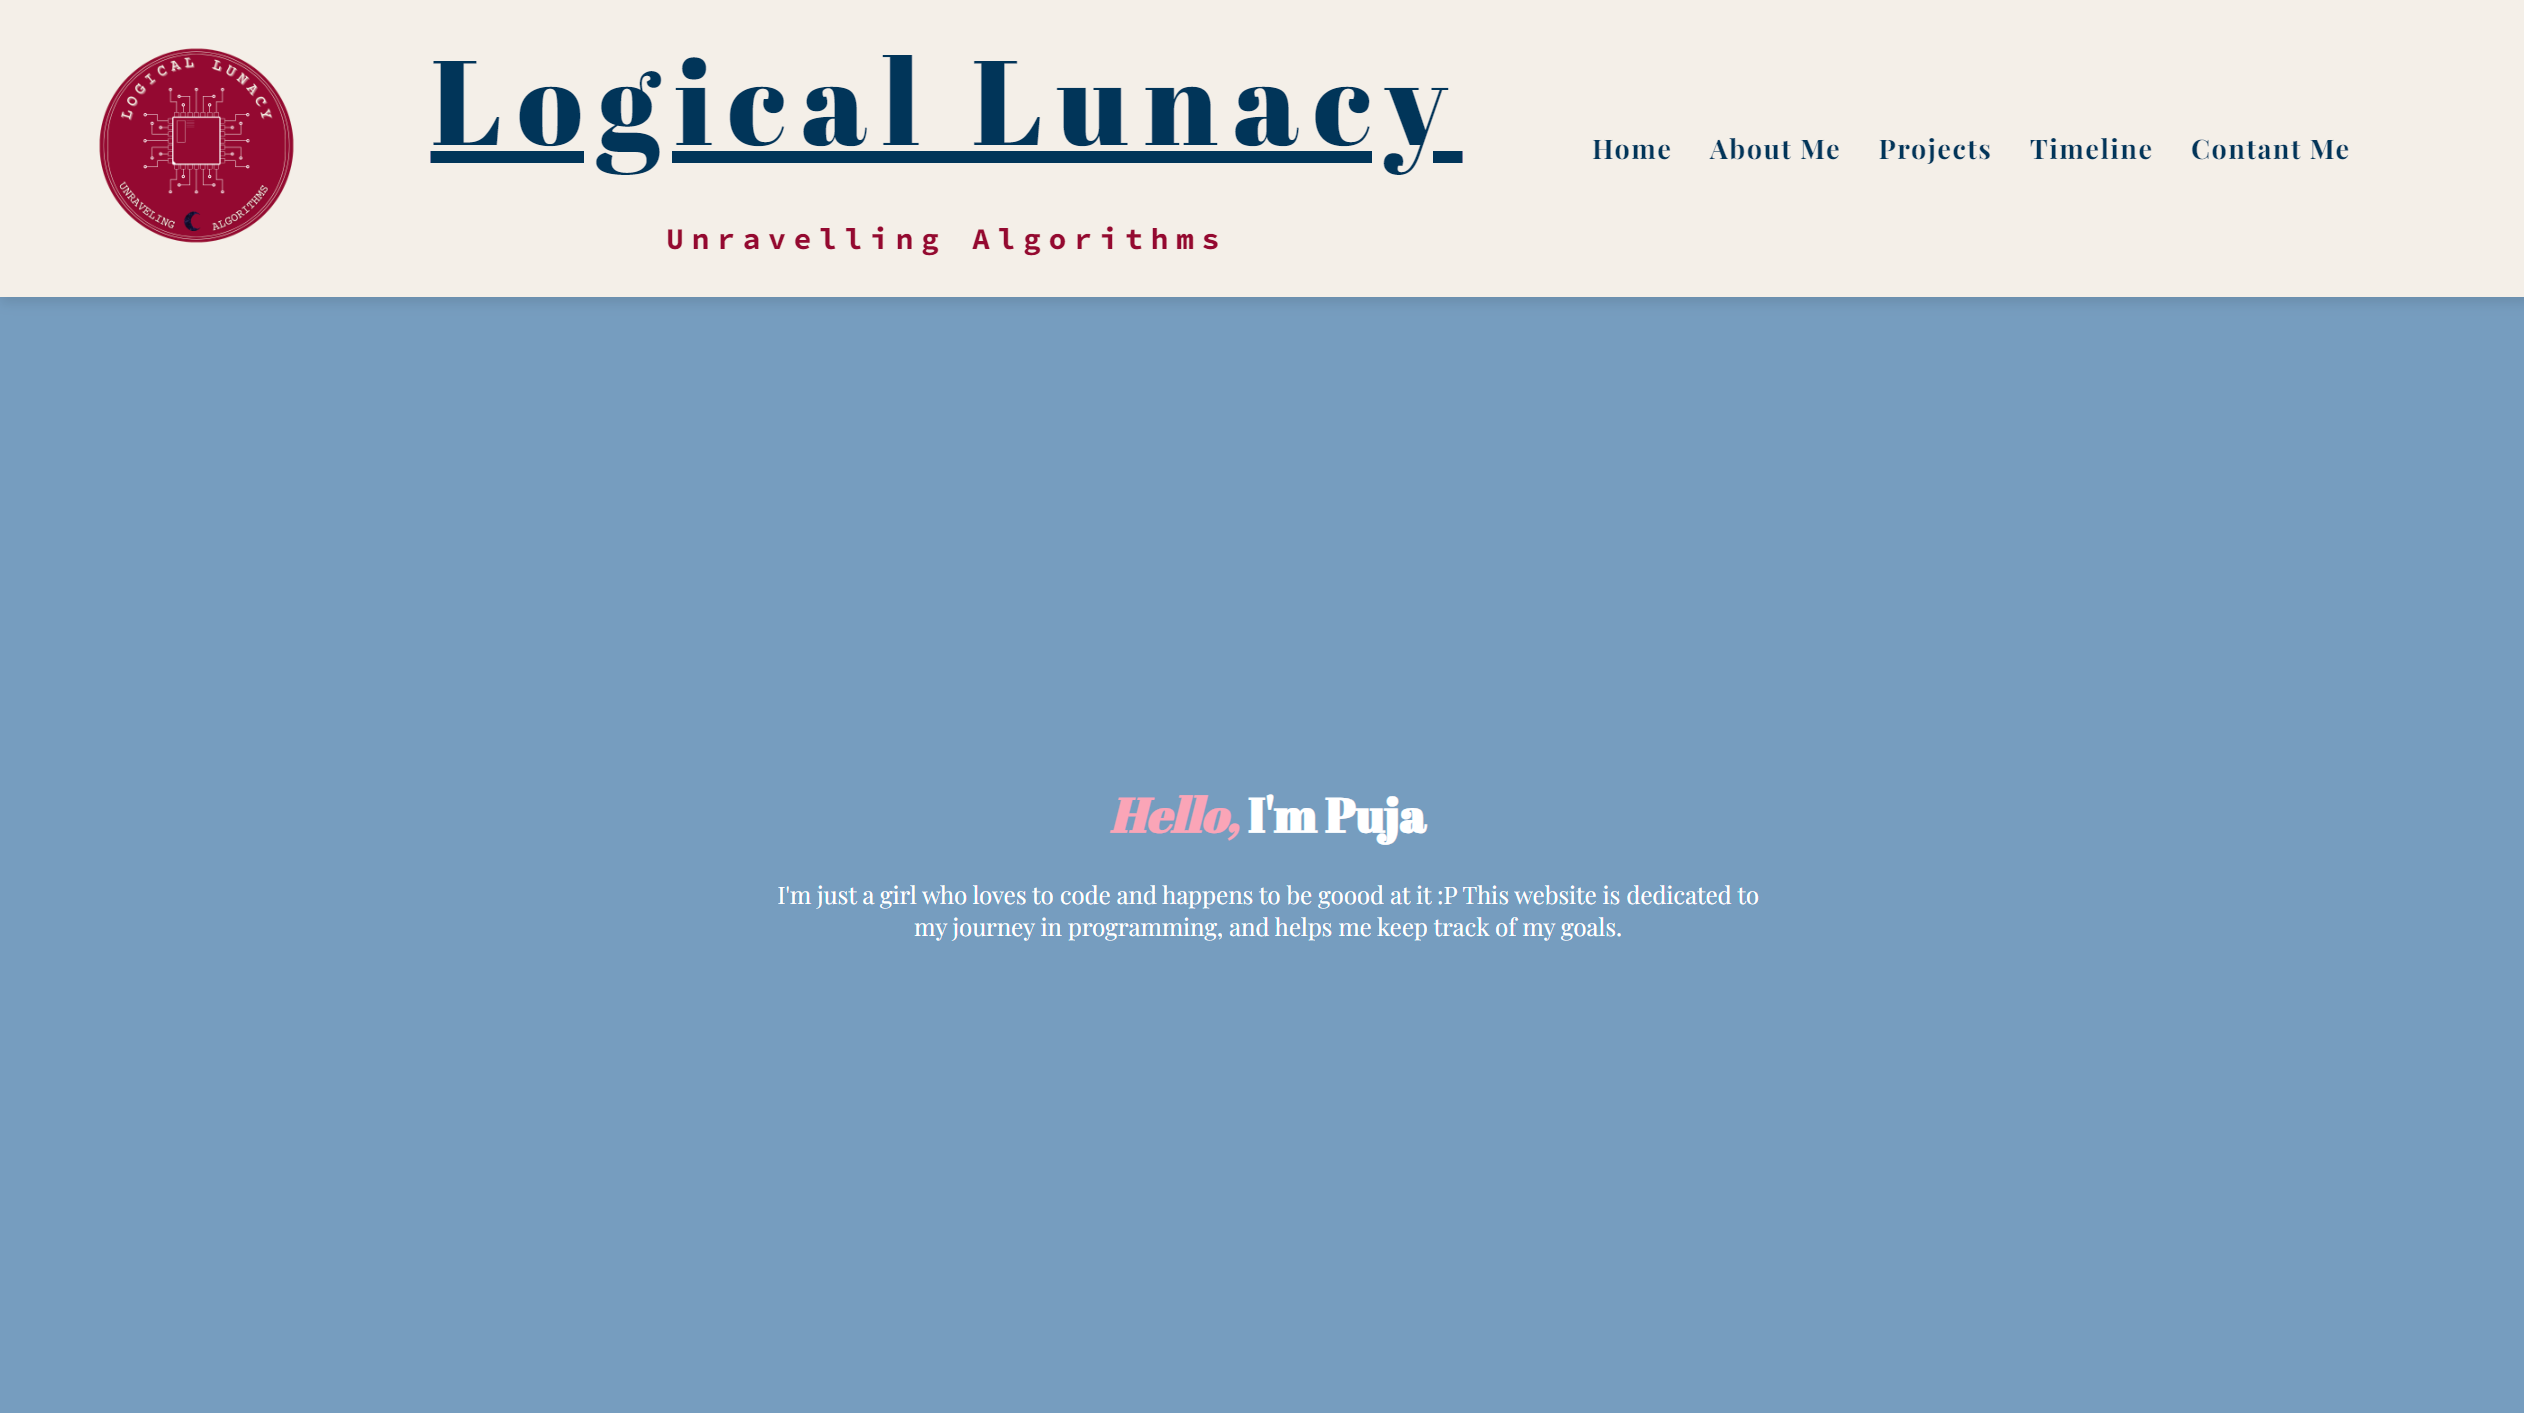 LOGICAL LUNACY
UNRAVELING ALGORITHMS
Logical Lunacy
Unravelling Algorithms
Home About Me Projects Timeline Contant Me
Hello, I'm Puja
I'm just a girl who loves to code and happens to be goood at it :P This website is dedicated to
my journey in programming, and helps me keep track of my goals.